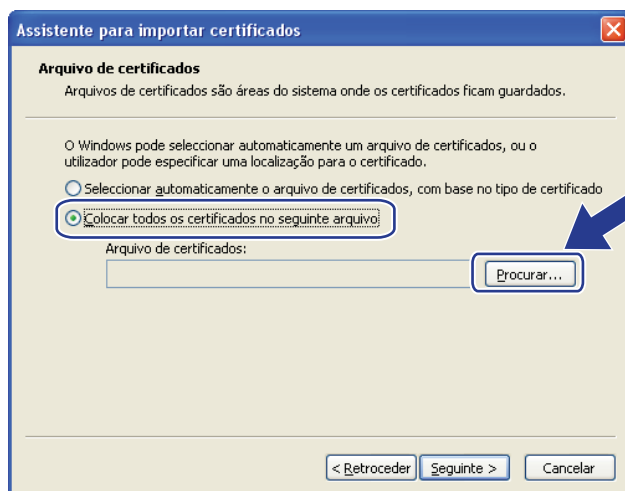 Assistente para importar certificados
Arquivo de certificados
Arquivos de certificados são áreas do sistema onde os certificados ficam guardados.
O Windows pode seleccionar automaticamente um arquivo de certificados, ou o
utilizador pode especificar uma localização para o certificado.
Seleccionar automaticamente o arquivo de certificados, com base no tipo de certificado
Colocar todos os certificados no seguinte arquivo
Arquivo de certificados:
Procurar...
< Retroceder Seguinte > Cancelar